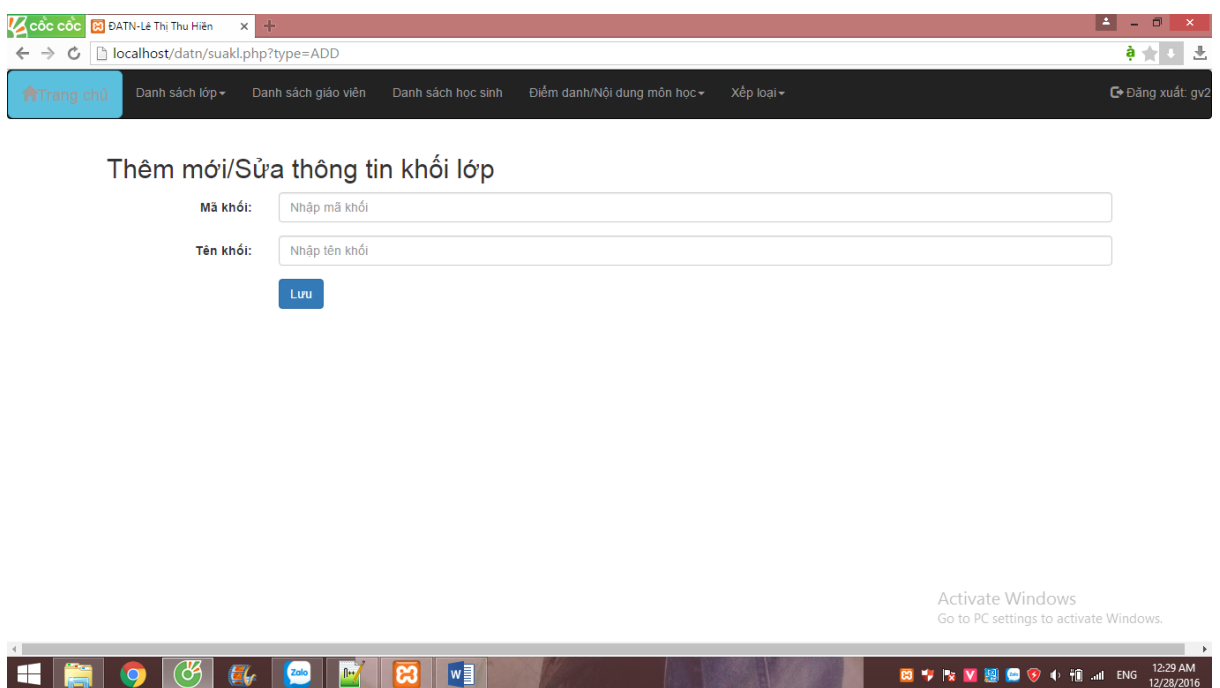 cốc cốc ĐATN-Lê Thị Thu Hiền
localhost/datn/suakl.php?type=ADD
Trang chủ Danh sách lớp Danh sách giáo viên Danh sách học sinh Điểm danh/Nội dung môn học Xếp loại Đăng xuất: gv2
Thêm mới/Sửa thông tin khối lớp
Mã khối: Nhập mã khối
Tên khối: Nhập tên khối
Lưu
Activate Windows
Go to PC settings to activate Windows.
Zalo
ENG 12:29 AM
12/28/2016